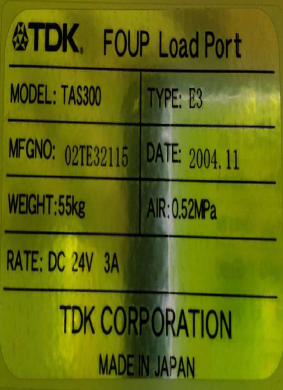 TDK. FOUP Load Port
MODEL: TAS300 TYPE: E3
MFGNO: 02TE32115 DATE: 2004.11
WEIGHT:55kg AIR:0.52MPa
RATE: DC 24V 3A
TDK CORPORATION
MADE IN JAPAN